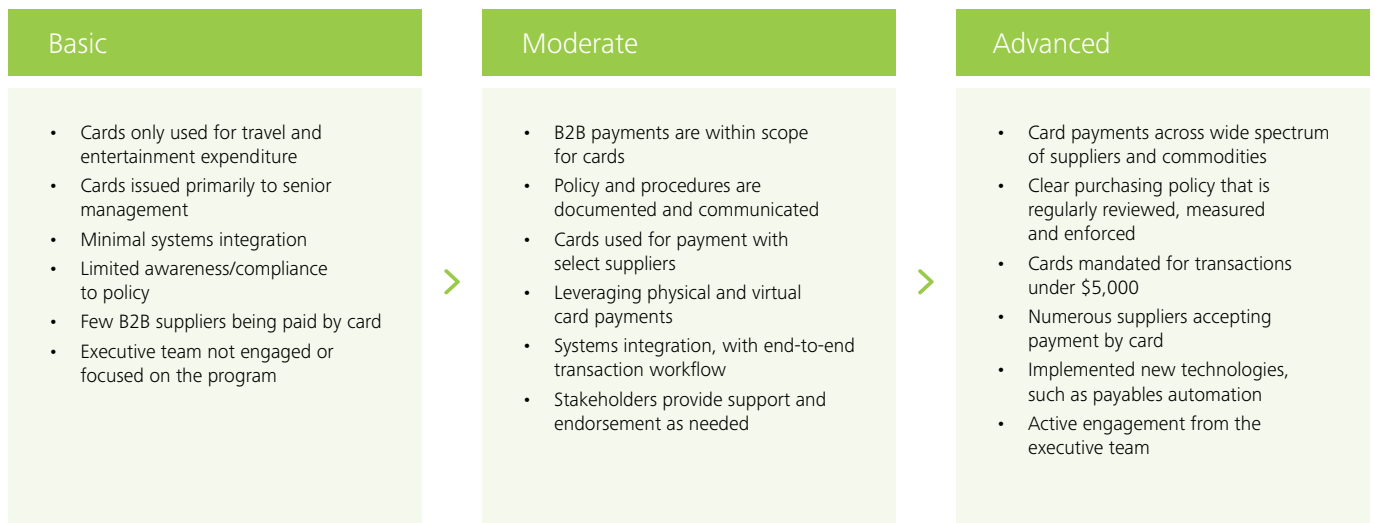 Basic
• Cards only used for travel and
entertainment expenditure
• Cards issued primarily to senior
management
• Minimal systems integration
• Limited awareness/compliance
to policy
• Few B2B suppliers being paid by card
• Executive team not engaged or
focused on the program
Moderate
• B2B payments are within scope
for cards
• Policy and procedures are
documented and communicated
• Cards used for payment with
select suppliers
• Leveraging physical and virtual
card payments
• Systems integration, with end-to-end
transaction workflow
• Stakeholders provide support and
endorsement as needed
Advanced
• Card payments across wide spectrum
of suppliers and commodities
• Clear purchasing policy that is
regularly reviewed, measured
and enforced
• Cards mandated for transactions
under $5,000
• Numerous suppliers accepting
payment by card
• Implemented new technologies,
such as payables automation
• Active engagement from the
executive team